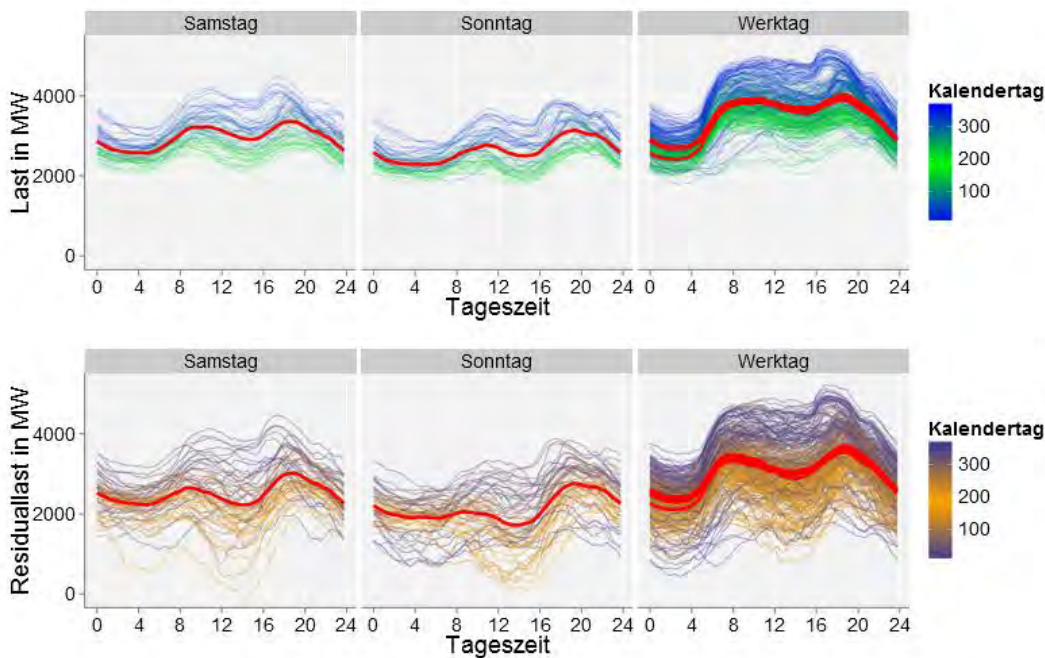 Samstag Sonntag Werktag
Last in MW
4000
2000
0
0 4 8 12 16 20 24 0 4 8 12 16 20 24 0 4 8 12 16 20 24
Tageszeit
Kalendertag
300
200
100
Samstag Sonntag Werktag
Residuallast in MW
4000
2000
0
0 4 8 12 16 20 24 0 4 8 12 16 20 24 0 4 8 12 16 20 24
Tageszeit
Kalendertag
300
200
100